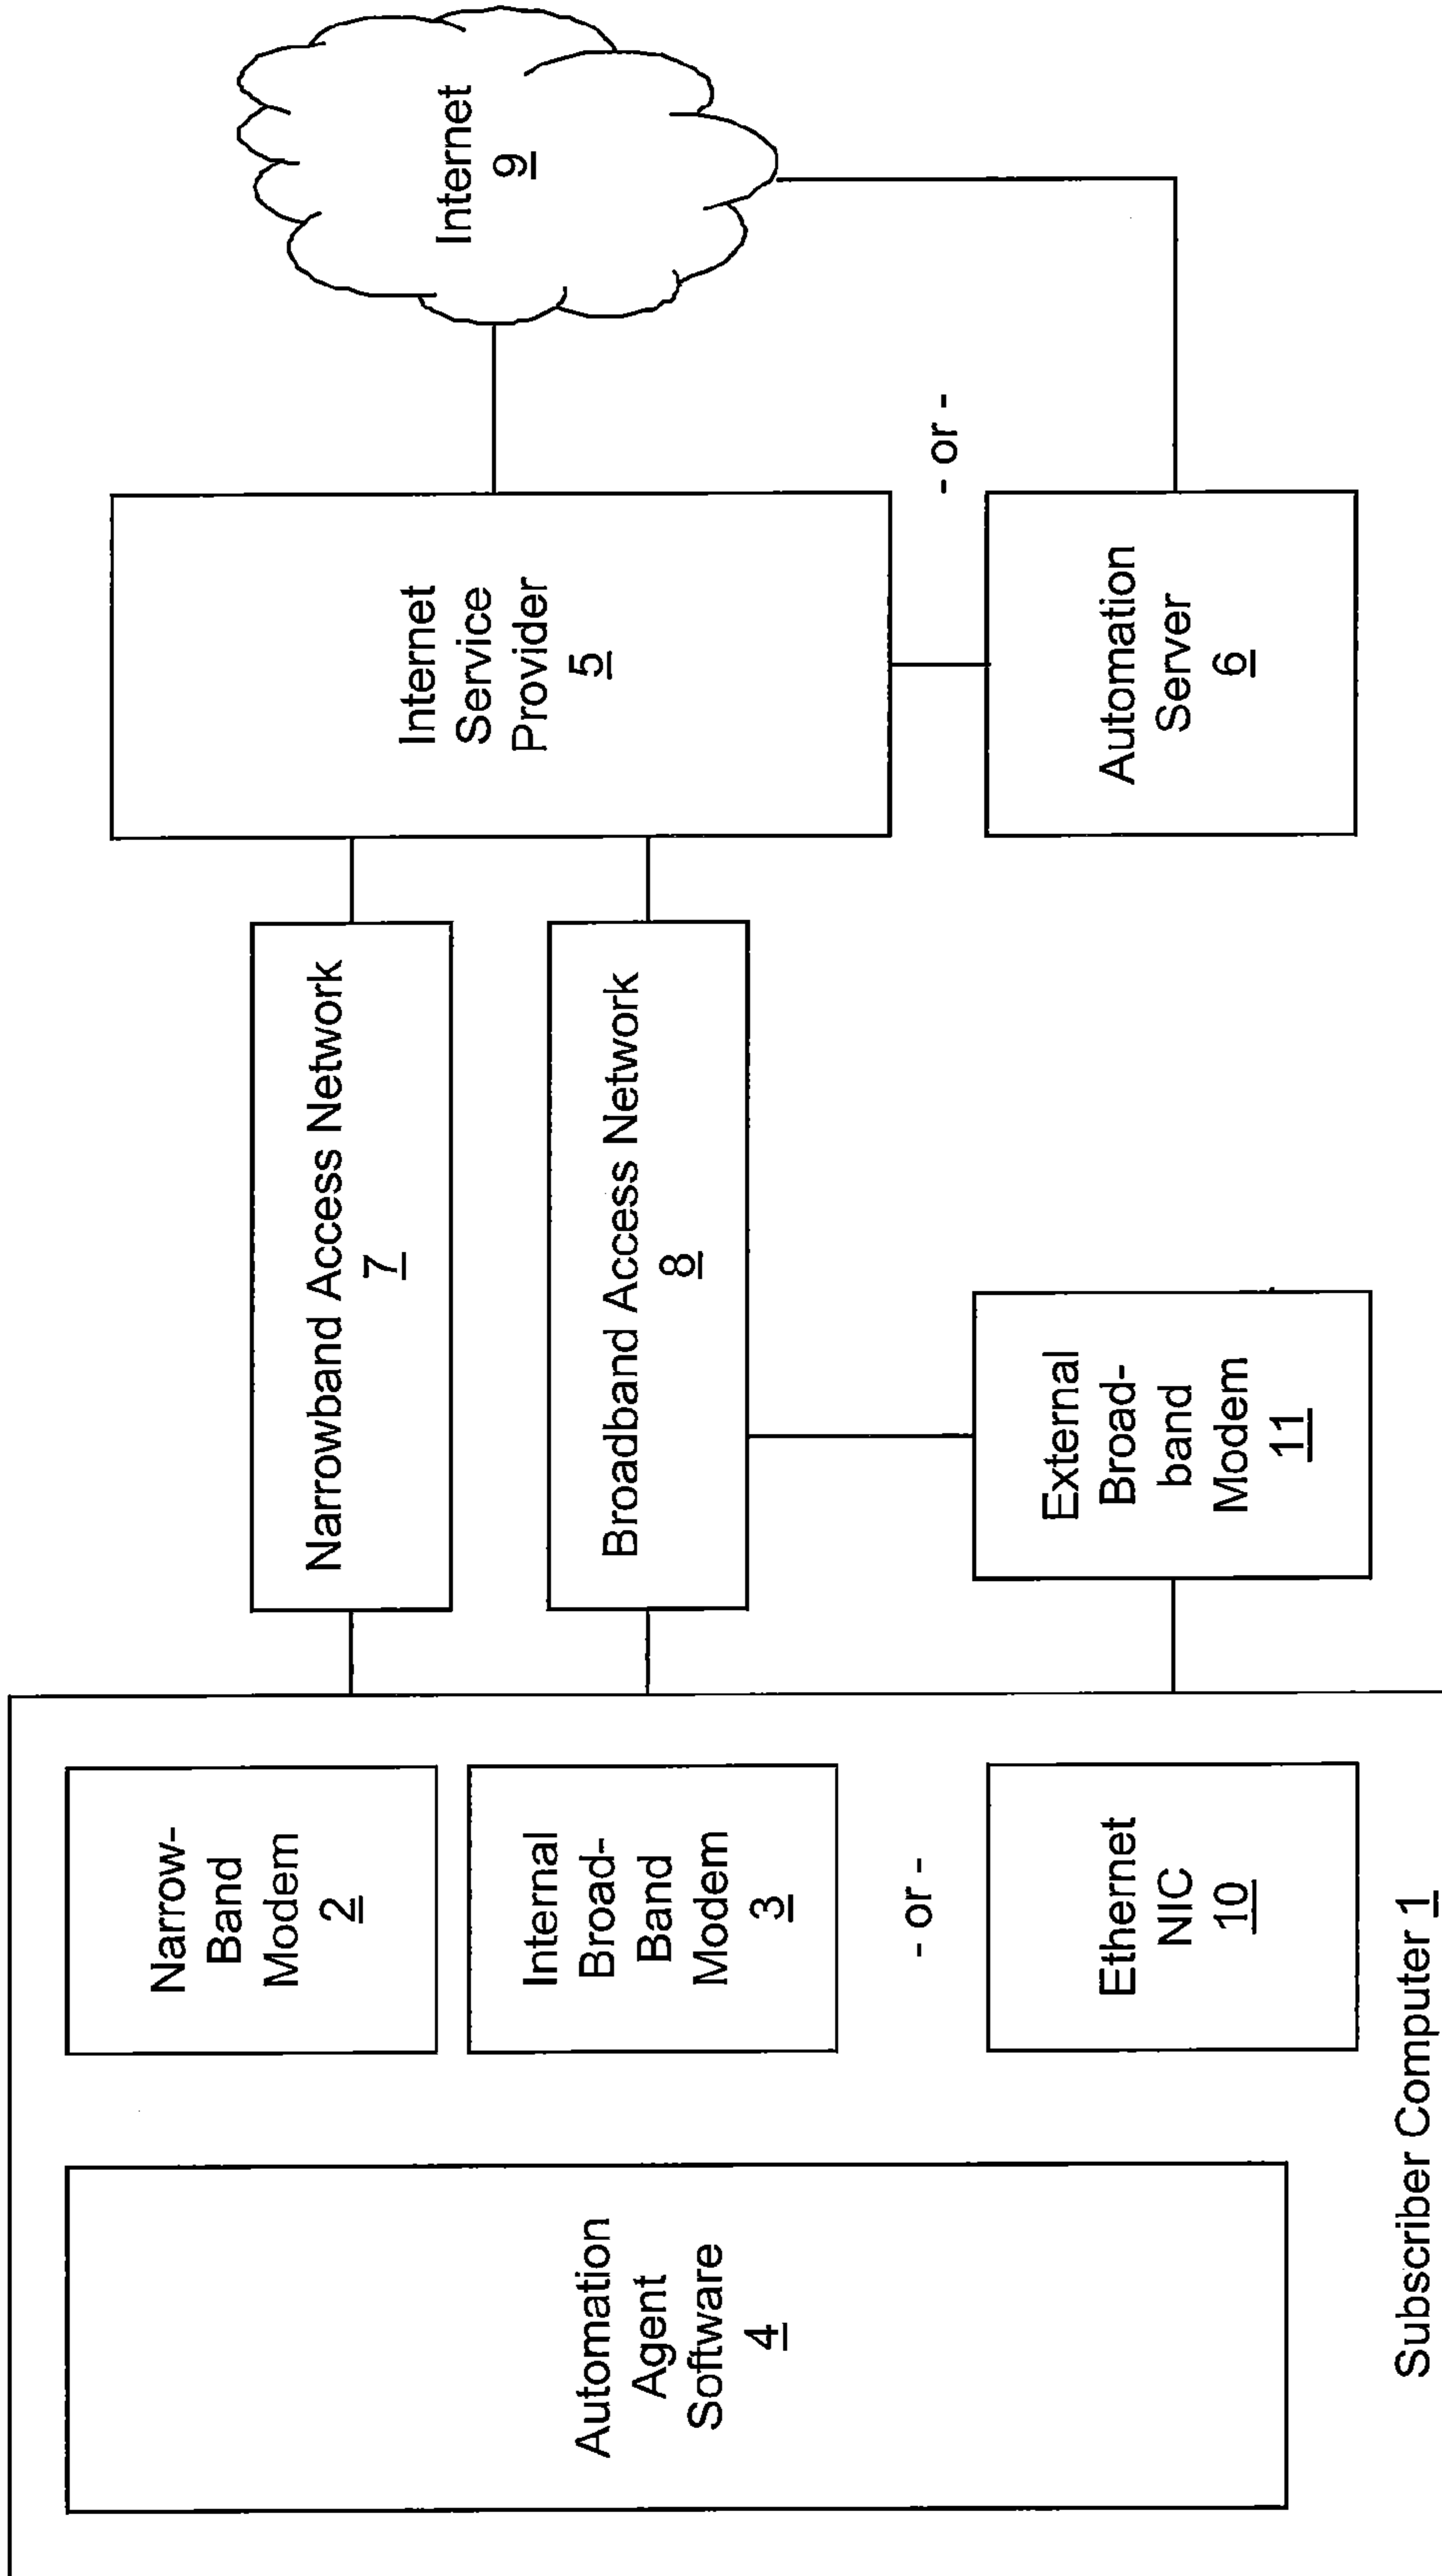 Automation
Agent
Software
4
Narrow-
Band
Modem
2
Internal
Broad-
Band
Modem
3
- or -
Ethernet
NIC
10
Subscriber Computer 1
Narrowband Access Network
7
Broadband Access Network
8
External
Broad-
band
Modem
11
Internet
Service
Provider
5
- or -
Automation
Server
6
Internet
9